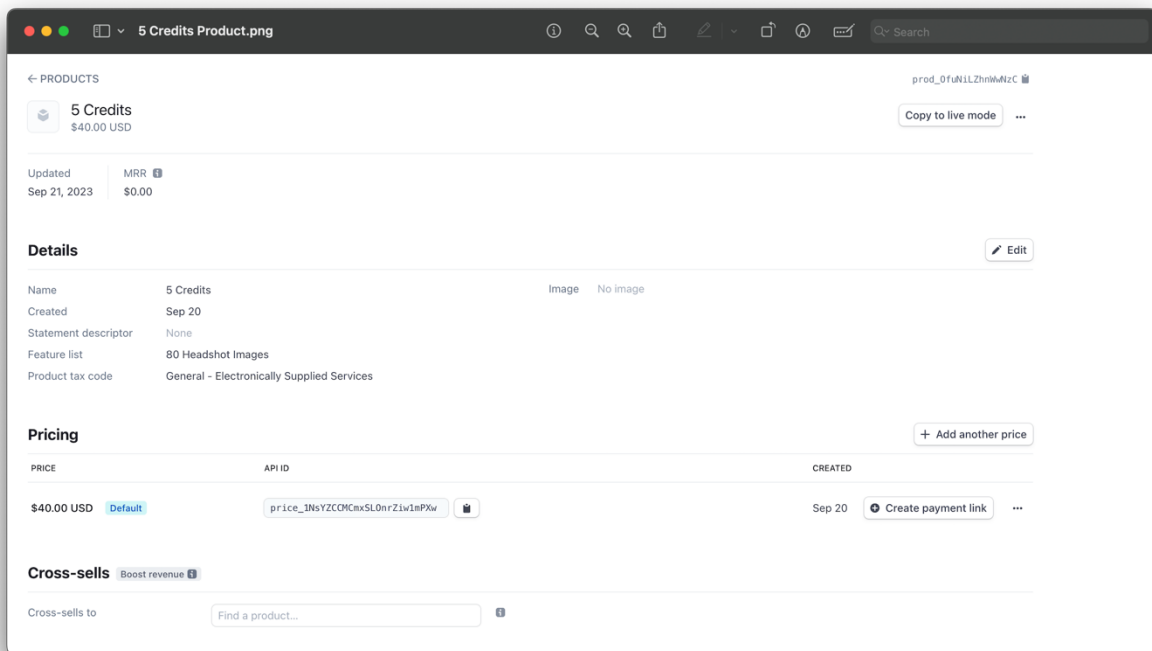 5 Credits Product.png
Search
PRODUCTS
prod_OfuNiLZhnWwNzC
5 Credits
$40.00 USD
Copy to live mode
Updated
MRR
Sep 21, 2023
$0.00
Details
Edit
Name
5 Credits
Image
No image
Created
Sep 20
Statement descriptor
None
Feature list
80 Headshot Images
Product tax code
General - Electronically Supplied Services
Pricing
+ Add another price
PRICE
API ID
CREATED
$40.00 USD
Default
price_1NsYZCCMCmxSLOnrZiw1mPXw
Sep 20
Create payment link
Cross-sells
Boost revenue
Cross-sells to
Find a product...